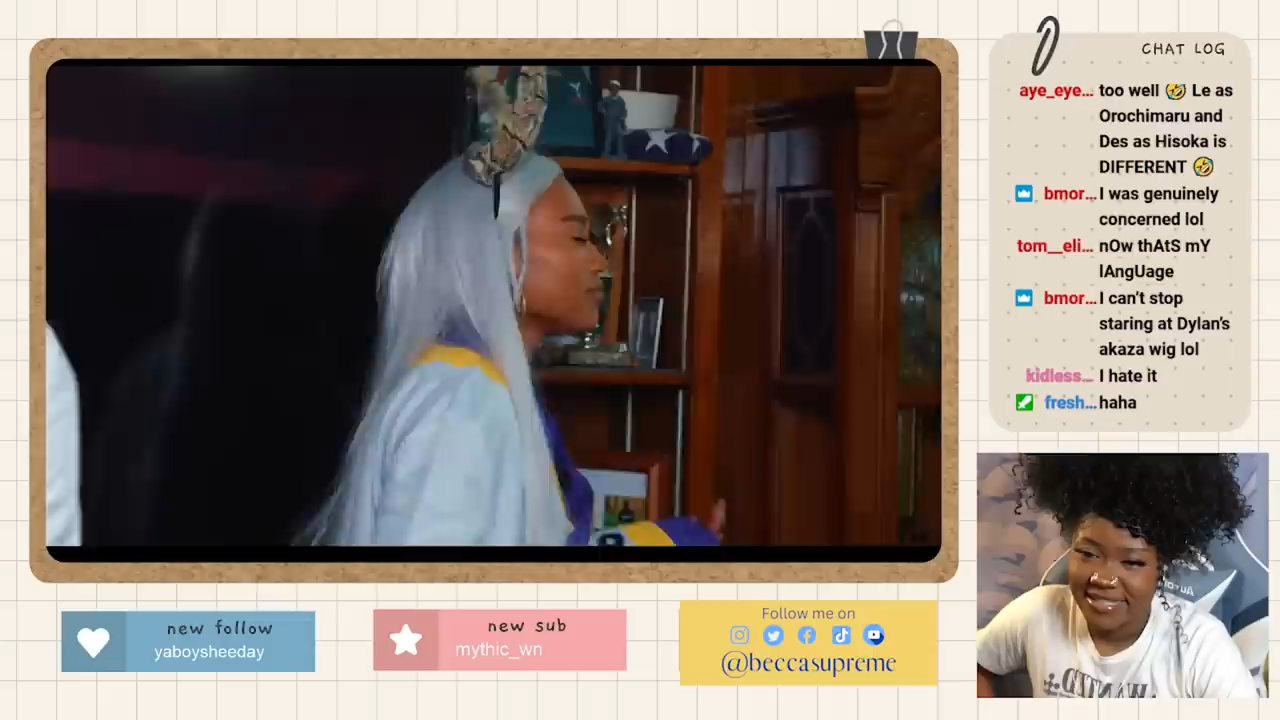 CHAT LOG
aye_eye... too well 🤣 Le as
Orochimaru and
Des as Hisoka is
DIFFERENT 🤣
bmor... I was genuinely
concerned lol
tom__eli... nOw thAtS mY
lAngUage
bmor... I can't stop
staring at Dylan's
akaza wig lol
kidless... I hate it
fresh... haha
new follow
yaboysheeday
new sub
mythic_wn
Follow me on
@beccasupreme
WANTED